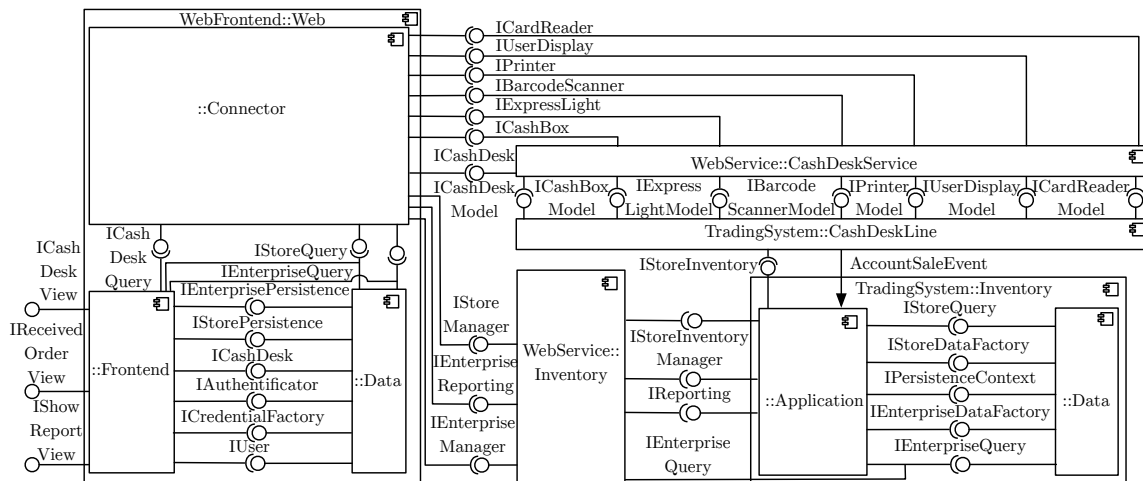 WebFrontend::Web
::Connector
ICardReader
IUserDisplay
IPrinter
IBarcodeScanner
IExpressLight
ICashBox
ICashDesk
WebService::CashDeskService
ICashDesk
Model
ICashBox
Model
IExpress
LightModel
IBarcode
ScannerModel
IPrinter
Model
IUserDisplay
Model
ICardReader
Model
TradingSystem::CashDeskLine
ICash
Desk
View
ICash
Desk
Query
IStoreQuery
IEnterpriseQuery
IStoreInventory
AccountSaleEvent
TradingSystem::Inventory
IEnterprisePersistence
IStorePersistence
ICashDesk
IAuthentificator
ICredentialFactory
IUser
::Frontend
::Data
IReceived
Order
View
IShow
Report
View
IStore
Manager
IEnterprise
Reporting
IEnterprise
Manager
WebService::
Inventory
IStoreInventory
Manager
IReporting
IEnterprise
Query
::Application
IStoreQuery
IStoreDataFactory
IPersistenceContext
IEnterpriseDataFactory
IEnterpriseQuery
::Data